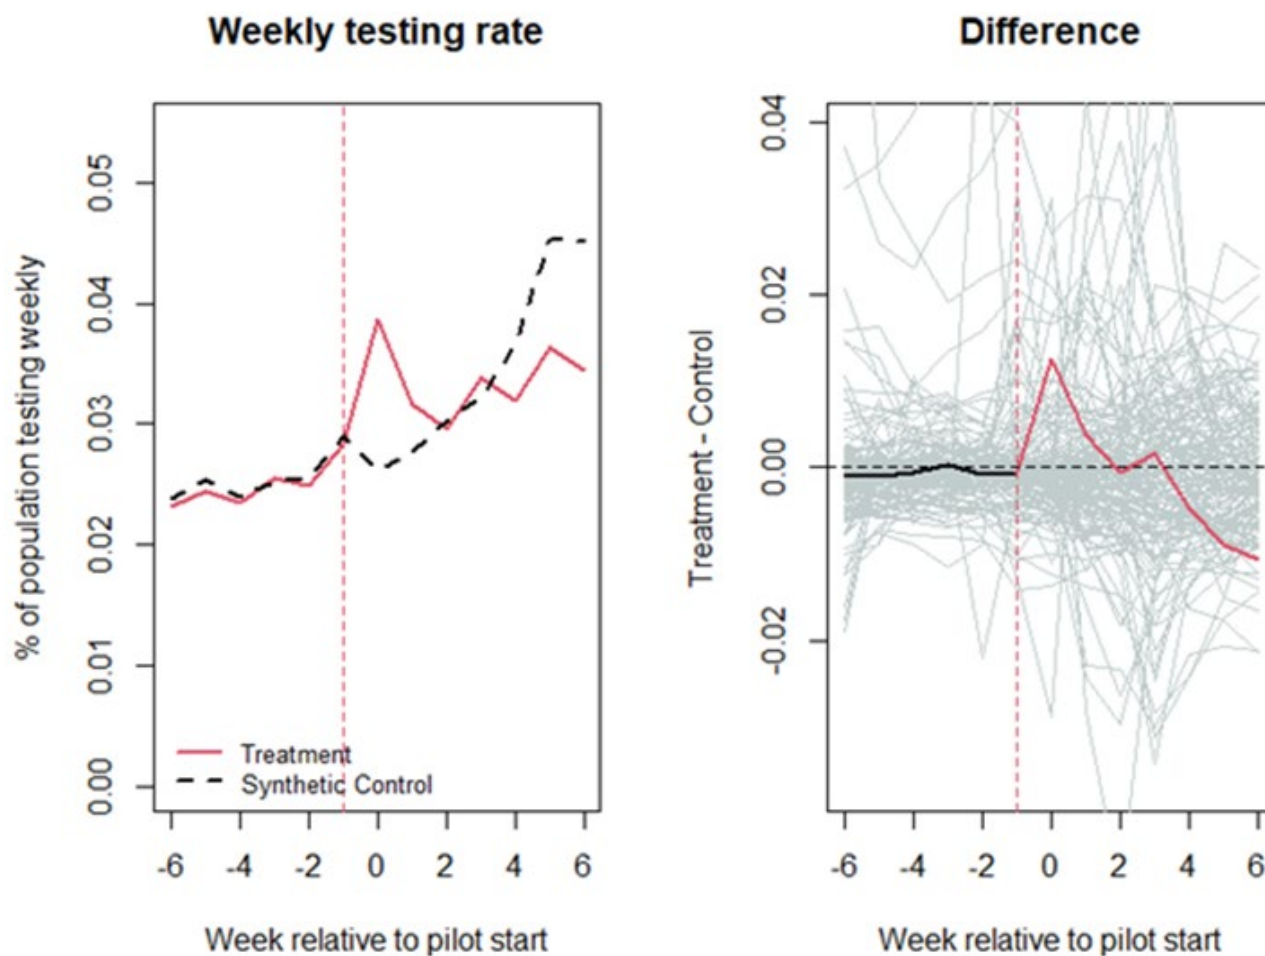 Weekly testing rate
% of population testing weekly
0.05
0.04
0.03
0.02
0.01
0.00
Treatment
Synthetic Control
-6 -4 -2 0 2 4 6
Week relative to pilot start
Difference
Treatment - Control
0.04
0.02
0.00
-0.02
-6 -4 -2 0 2 4 6
Week relative to pilot start